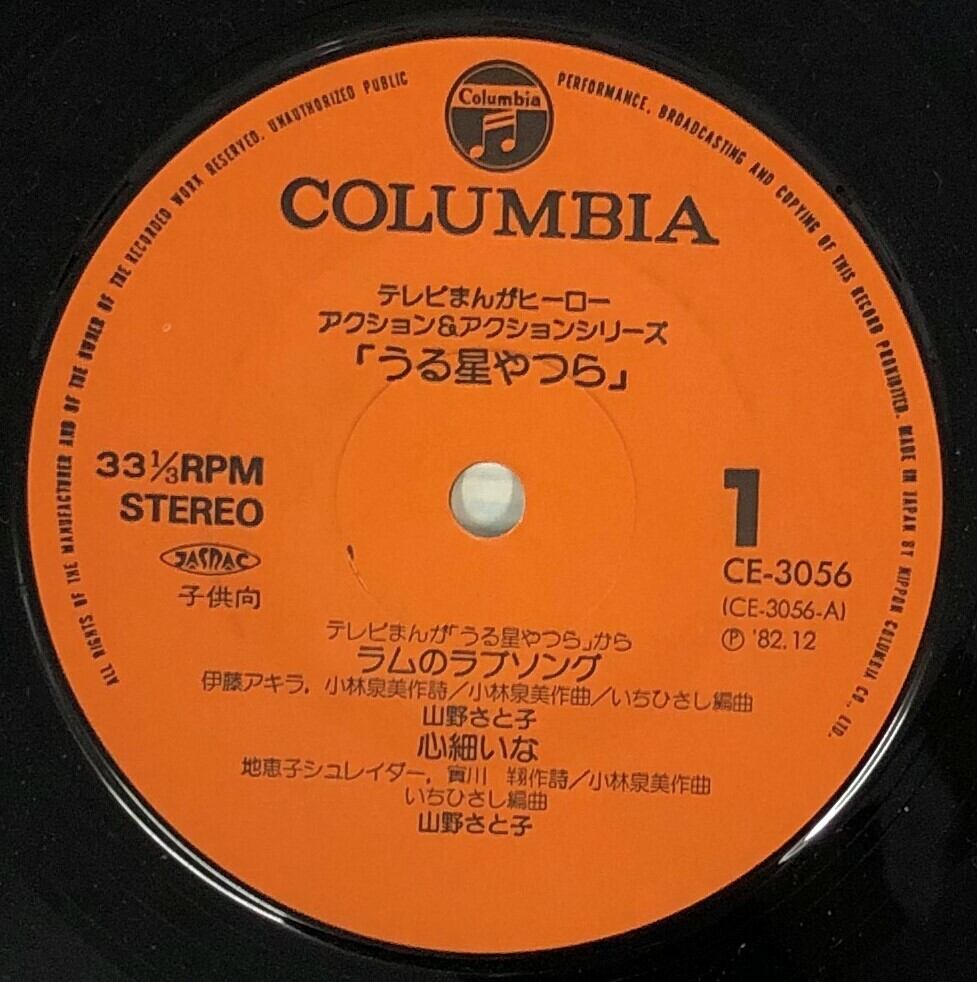 Columbia
COLUMBIA
テレビまんがヒーロー
アクション&アクションシリーズ
「うる星やつら」
33⅓RPM
STEREO
JASRAC
子供向
1
CE-3056
(CE-3056-A)
Ⓟ '82.12
テレビまんが「うる星やつら」から
ラムのラブソング
伊藤アキラ, 小林泉美作詩/小林泉美作曲/いちひさし編曲
山野さと子
心細いな
地恵子シュレイダー, 實川 翔作詩/小林泉美作曲
いちひさし編曲
山野さと子
ALL RIGHTS OF THE MANUFACTURER AND OF THE OWNER OF THE RECORDED WORK RESERVED. UNAUTHORIZED PUBLIC PERFORMANCE, BROADCASTING AND COPYING OF THIS RECORD PROHIBITED. MADE IN JAPAN BY NIPPON COLUMBIA CO., LTD.